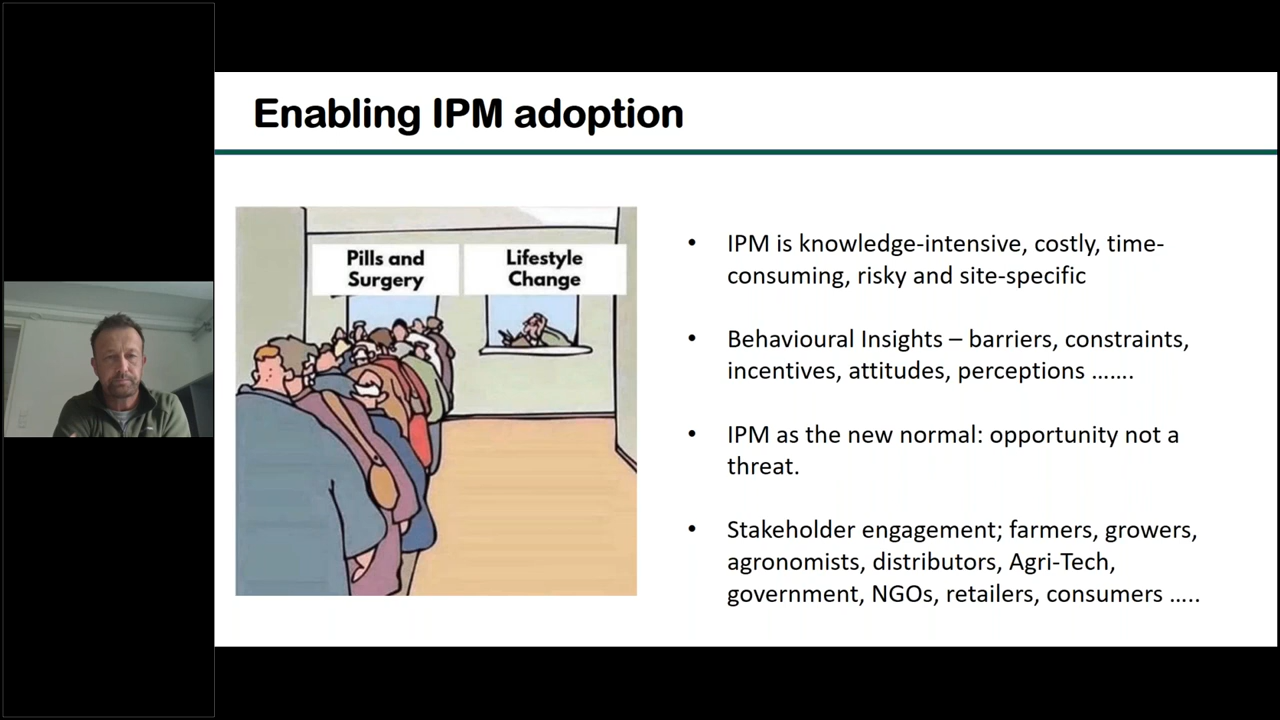 Enabling IPM adoption
Pills and
Surgery
Lifestyle
Change
• IPM is knowledge-intensive, costly, time-
consuming, risky and site-specific
• Behavioural Insights – barriers, constraints,
incentives, attitudes, perceptions …….
• IPM as the new normal: opportunity not a
threat.
• Stakeholder engagement; farmers, growers,
agronomists, distributors, Agri-Tech,
government, NGOs, retailers, consumers …..